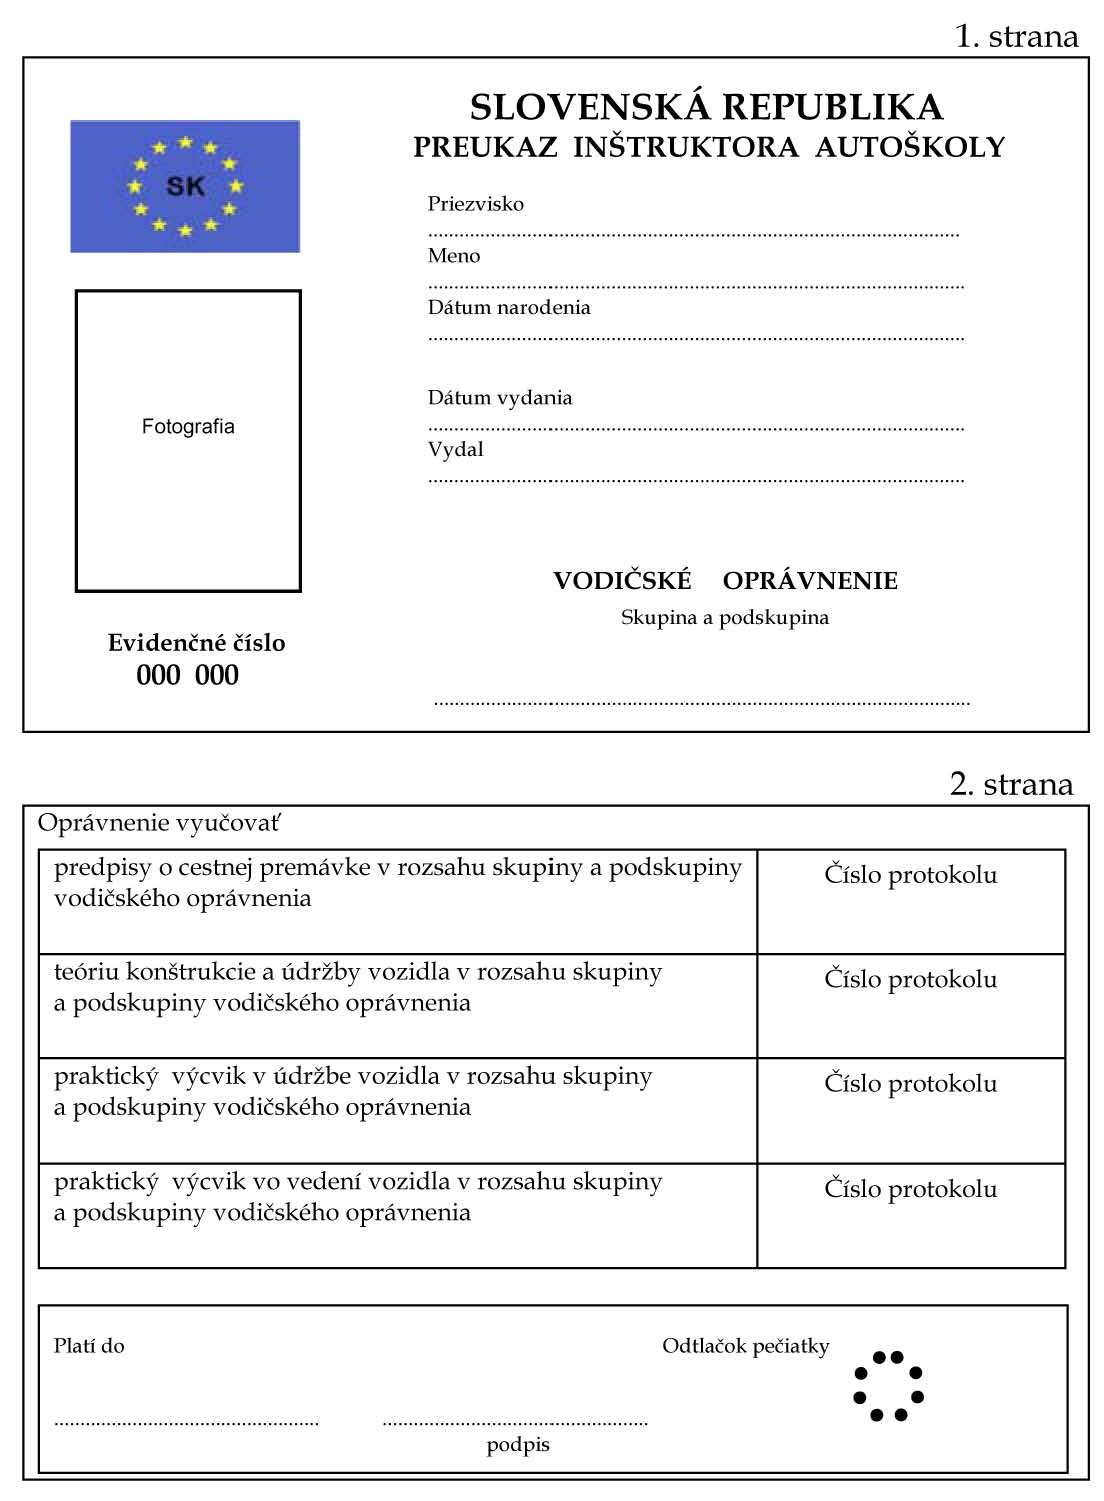 1. strana
SLOVENSKÁ REPUBLIKA
PREUKAZ INŠTRUKTORA AUTOŠKOLY
SK
Priezvisko
Meno
Dátum narodenia
Dátum vydania
Vydal
Fotografia
VODIČSKÉ OPRÁVNENIE
Skupina a podskupina
Evidenčné číslo
000 000
2. strana
Oprávnenie vyučovať
predpisy o cestnej premávke v rozsahu skupiny a podskupiny
vodičského oprávnenia
Číslo protokolu
teóriu konštrukcie a údržby vozidla v rozsahu skupiny
a podskupiny vodičského oprávnenia
Číslo protokolu
praktický výcvik v údržbe vozidla v rozsahu skupiny
a podskupiny vodičského oprávnenia
Číslo protokolu
praktický výcvik vo vedení vozidla v rozsahu skupiny
a podskupiny vodičského oprávnenia
Číslo protokolu
Platí do
Odtlačok pečiatky
podpis